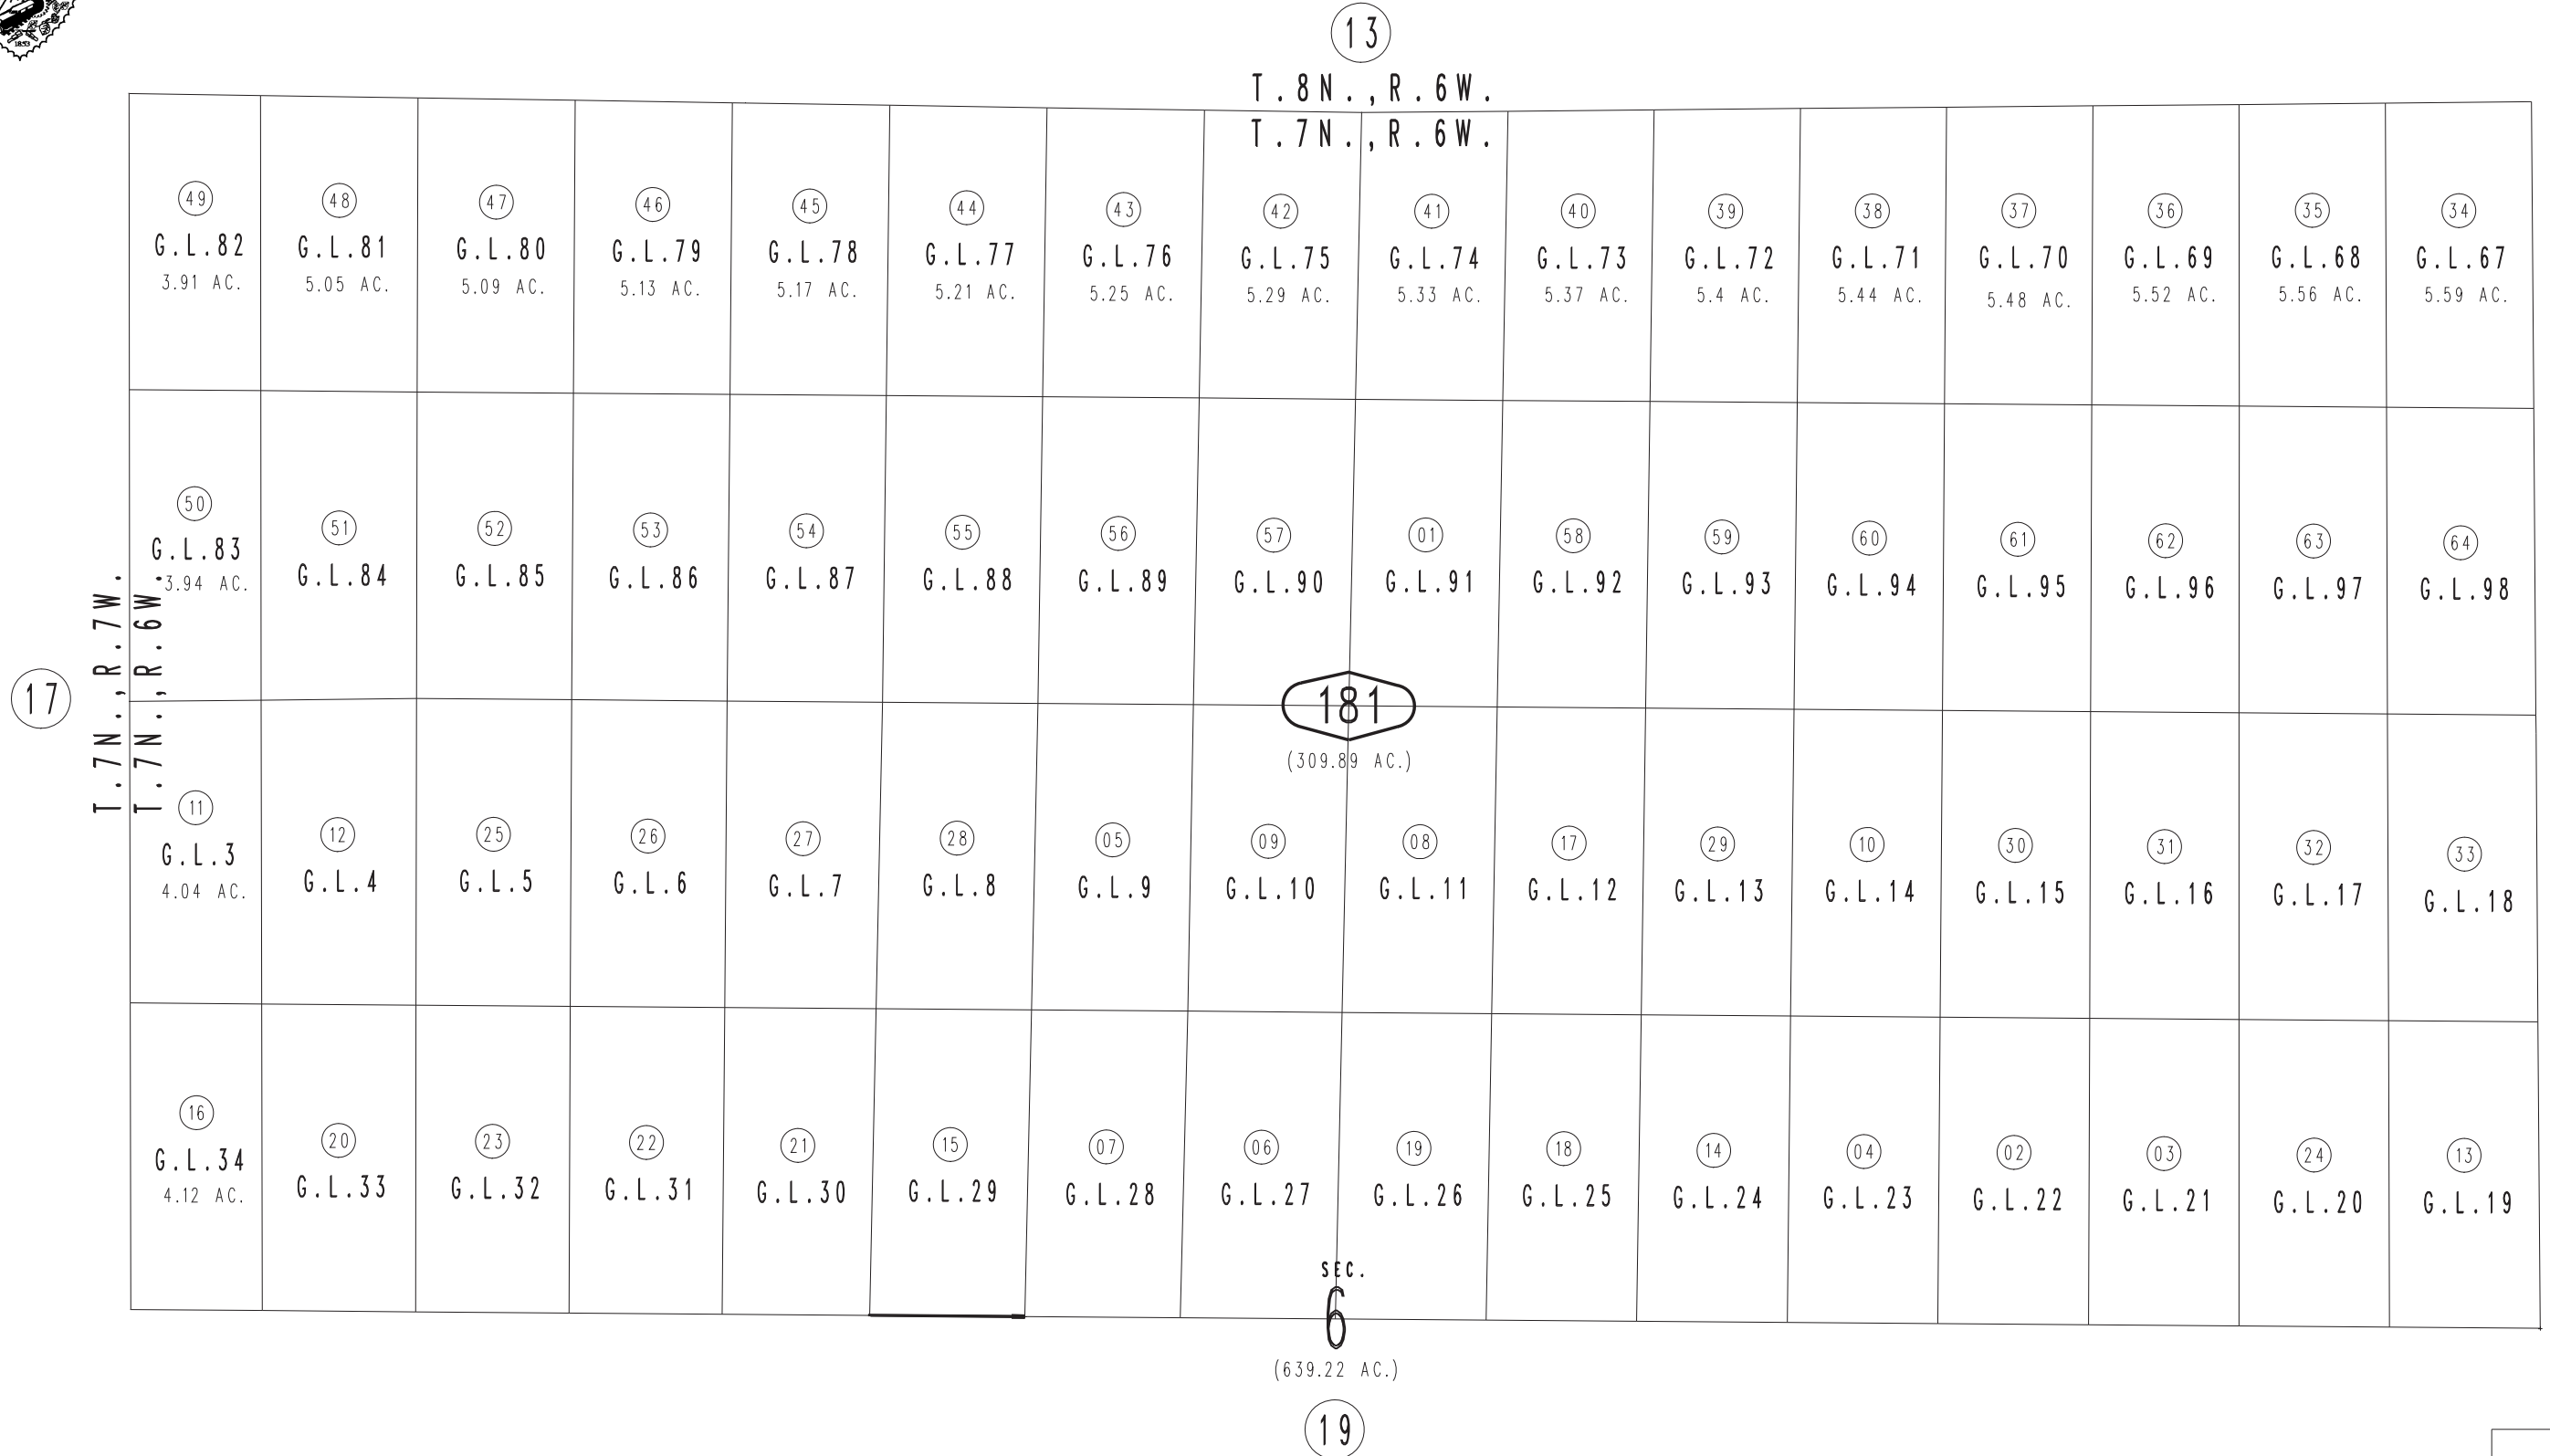 1853
13
T.8N.,R.6W.
T.7N.,R.6W.
49 48 47 46 45 44 43 42 41 40 39 38 37 36 35 34
G.L.82 G.L.81 G.L.80 G.L.79 G.L.78 G.L.77 G.L.76 G.L.75 G.L.74 G.L.73 G.L.72 G.L.71 G.L.70 G.L.69 G.L.68 G.L.67
3.91 AC. 5.05 AC. 5.09 AC. 5.13 AC. 5.17 AC. 5.21 AC. 5.25 AC. 5.29 AC. 5.33 AC. 5.37 AC. 5.4 AC. 5.44 AC. 5.48 AC. 5.52 AC. 5.56 AC. 5.59 AC.
50 51 52 53 54 55 56 57 01 58 59 60 61 62 63 64
G.L.83 G.L.84 G.L.85 G.L.86 G.L.87 G.L.88 G.L.89 G.L.90 G.L.91 G.L.92 G.L.93 G.L.94 G.L.95 G.L.96 G.L.97 G.L.98
3.94 AC.
T.7N.,R.7W.
T.7N.,R.6W.
17
181
(309.89 AC.)
11 12 25 26 27 28 05 09 08 17 29 10 30 31 32 33
G.L.3 G.L.4 G.L.5 G.L.6 G.L.7 G.L.8 G.L.9 G.L.10 G.L.11 G.L.12 G.L.13 G.L.14 G.L.15 G.L.16 G.L.17 G.L.18
4.04 AC.
16 20 23 22 21 15 07 06 19 18 14 04 02 03 24 13
G.L.34 G.L.33 G.L.32 G.L.31 G.L.30 G.L.29 G.L.28 G.L.27 G.L.26 G.L.25 G.L.24 G.L.23 G.L.22 G.L.21 G.L.20 G.L.19
4.12 AC.
SEC.
6
(639.22 AC.)
19